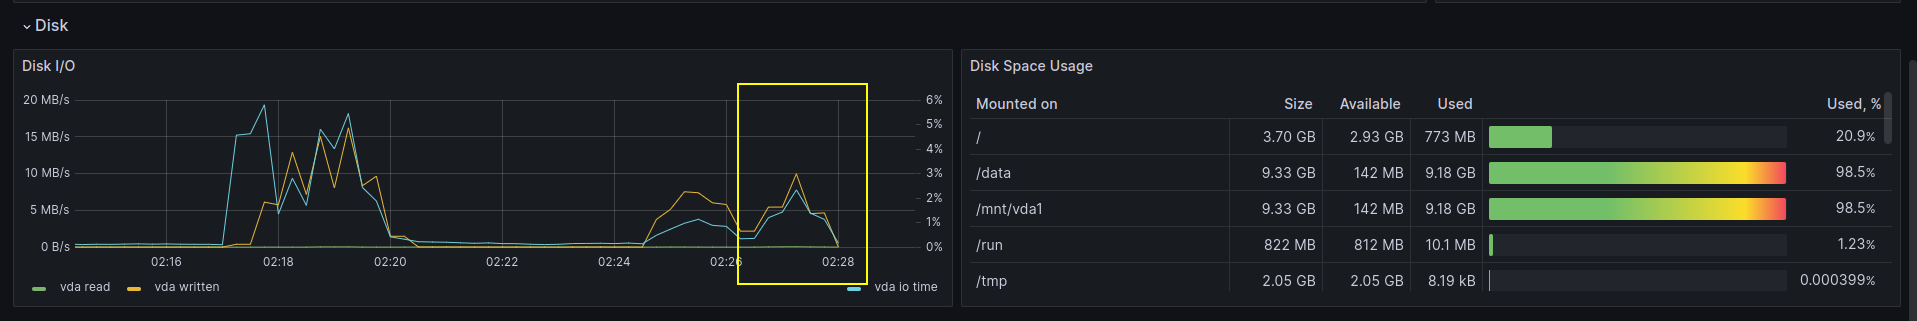 Disk
Disk I/O
20 MB/s
15 MB/s
10 MB/s
5 MB/s
0 B/s
6%
5%
4%
3%
2%
1%
0%
02:16 02:18 02:20 02:22 02:24 02:26 02:28
vda read vda written vda io time
Disk Space Usage
Mounted on Size Available Used Used, %
/ 3.70 GB 2.93 GB 773 MB 20.9%
/data 9.33 GB 142 MB 9.18 GB 98.5%
/mnt/vda1 9.33 GB 142 MB 9.18 GB 98.5%
/run 822 MB 812 MB 10.1 MB 1.23%
/tmp 2.05 GB 2.05 GB 8.19 kB 0.000399%